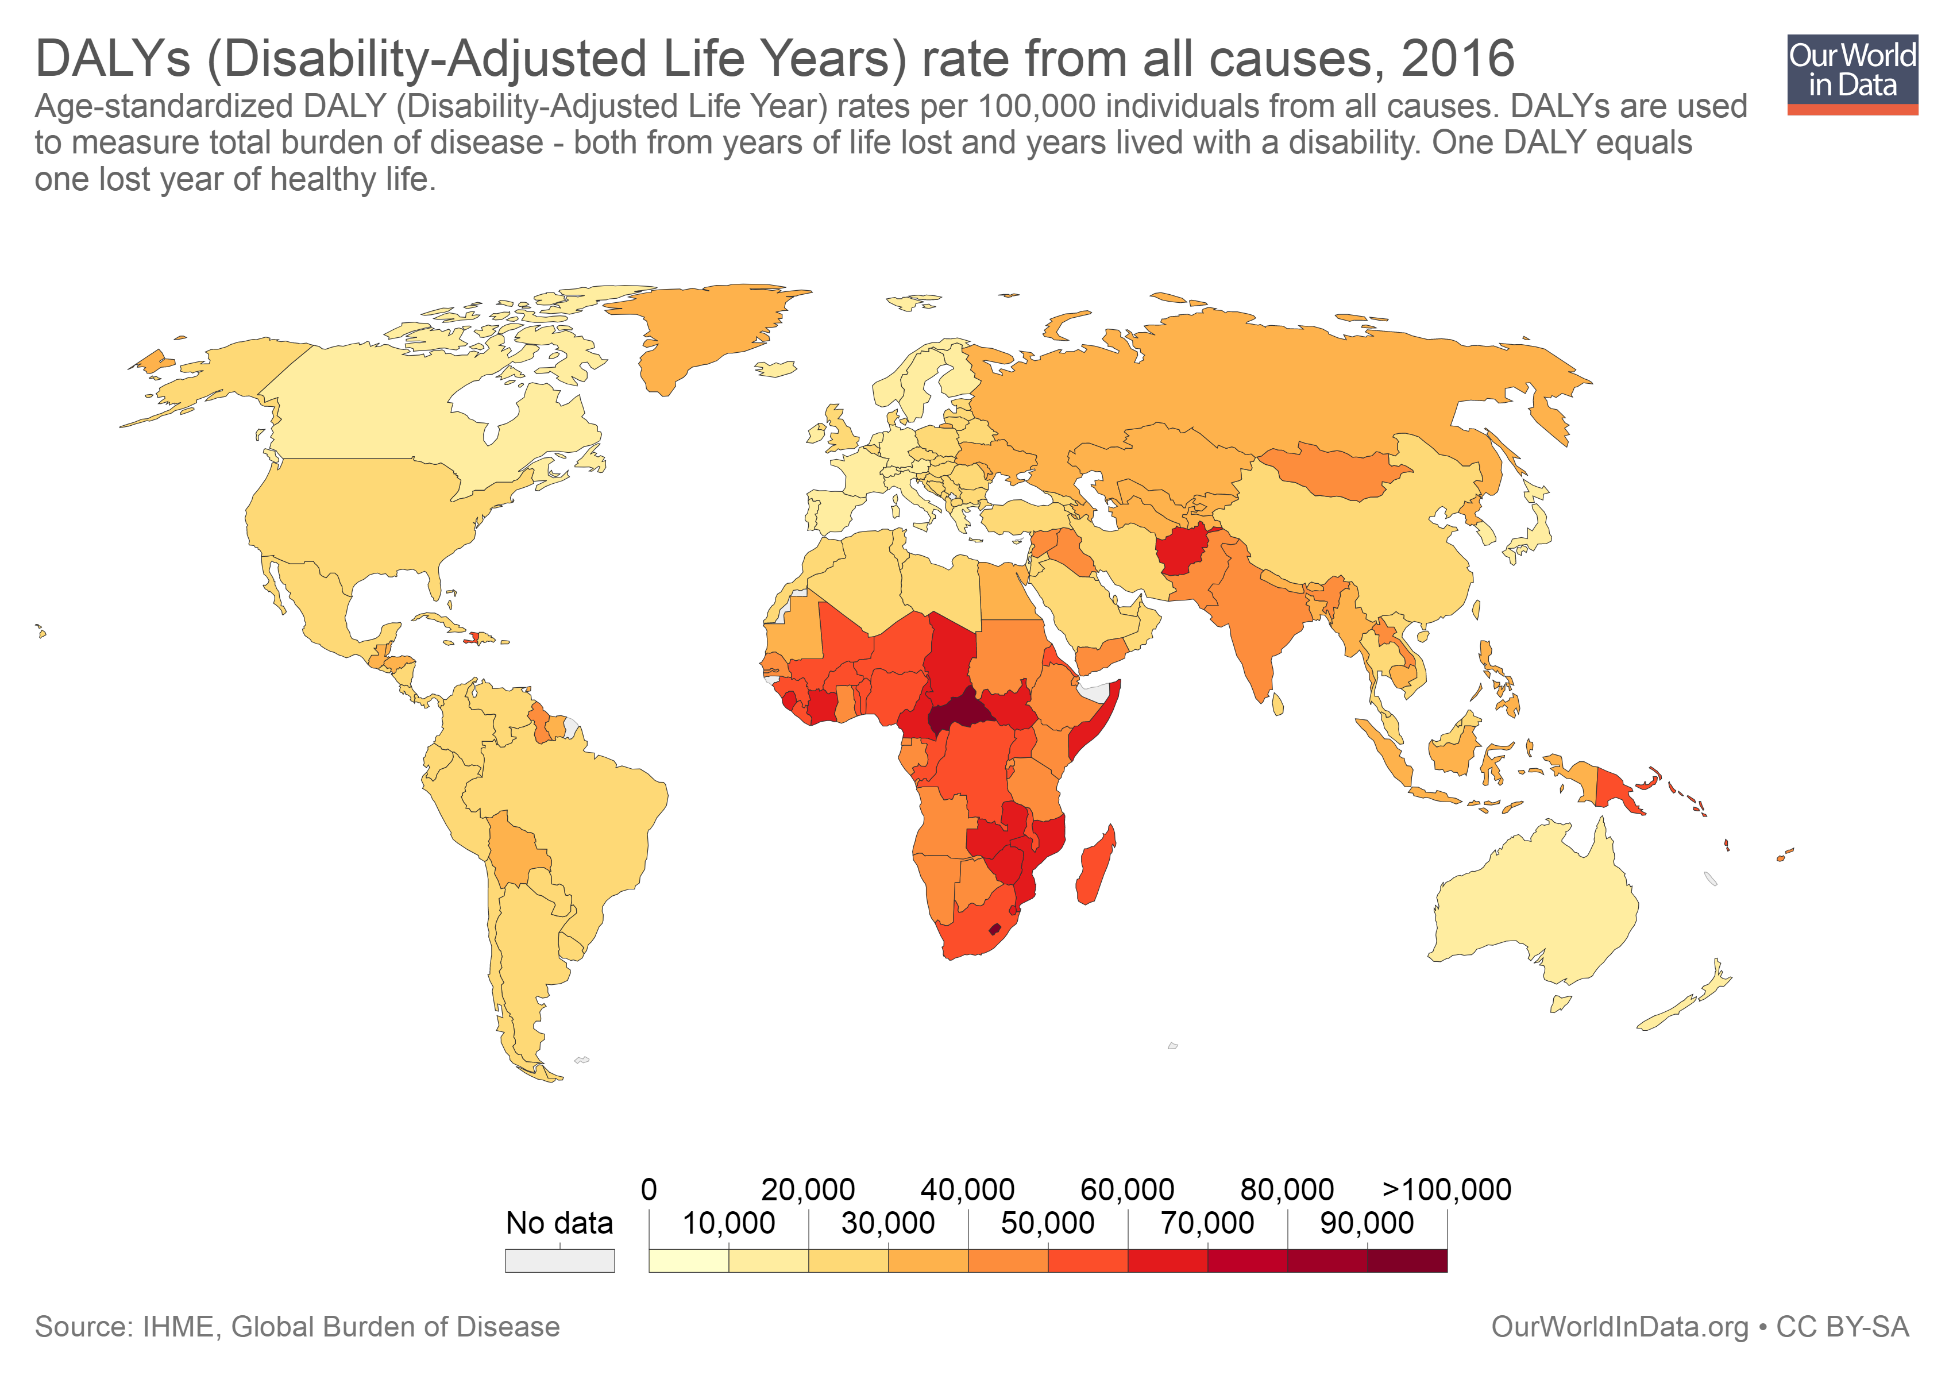 DALYs (Disability-Adjusted Life Years) rate from all causes, 2016
Our World
in Data
Age-standardized DALY (Disability-Adjusted Life Year) rates per 100,000 individuals from all causes. DALYs are used
to measure total burden of disease - both from years of life lost and years lived with a disability. One DALY equals
one lost year of healthy life.
0 20,000 40,000 60,000 80,000 >100,000
No data 10,000 30,000 50,000 70,000 90,000
Source: IHME, Global Burden of Disease
OurWorldInData.org • CC BY-SA